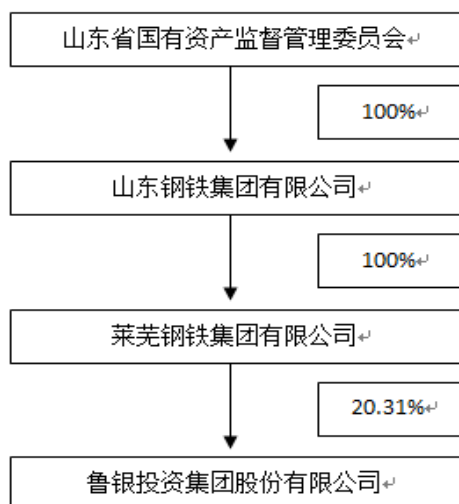 山东省国有资产监督管理委员会
100%
山东钢铁集团有限公司
100%
莱芜钢铁集团有限公司
20.31%
鲁银投资集团股份有限公司